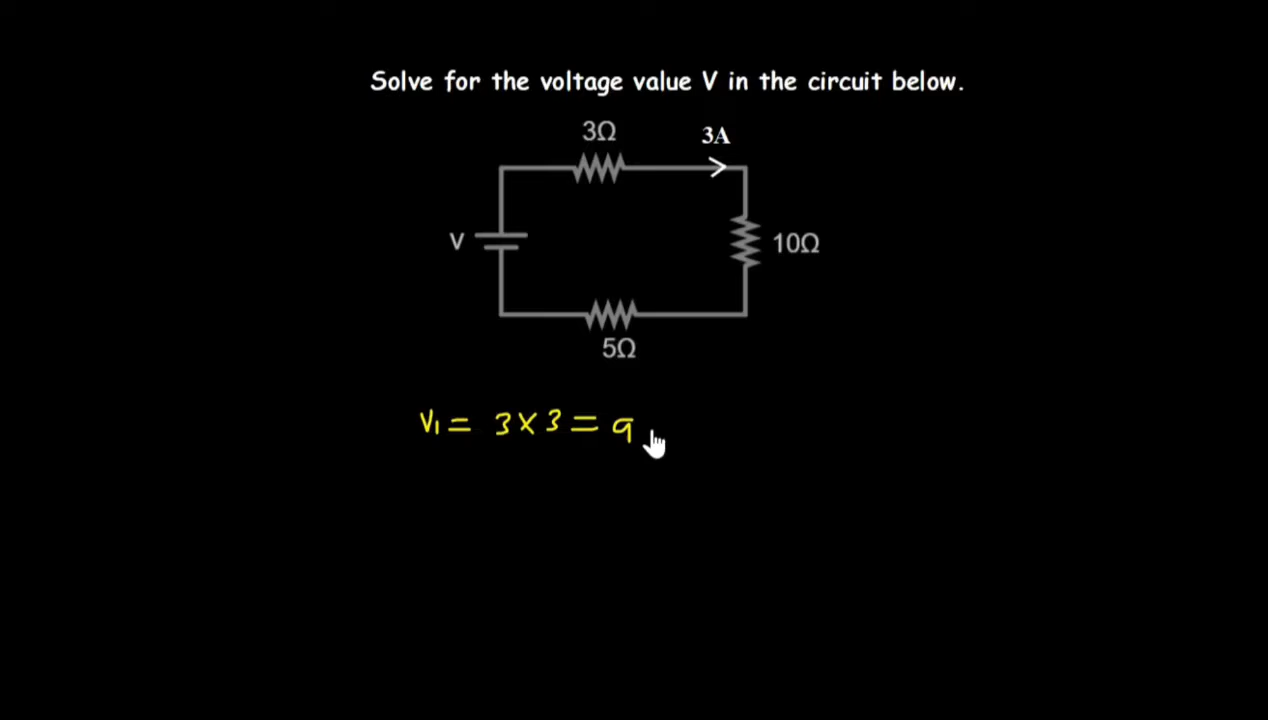 Solve for the voltage value V in the circuit below.
3Ω
3A
V
10Ω
5Ω
V₁ = 3 × 3 = 9